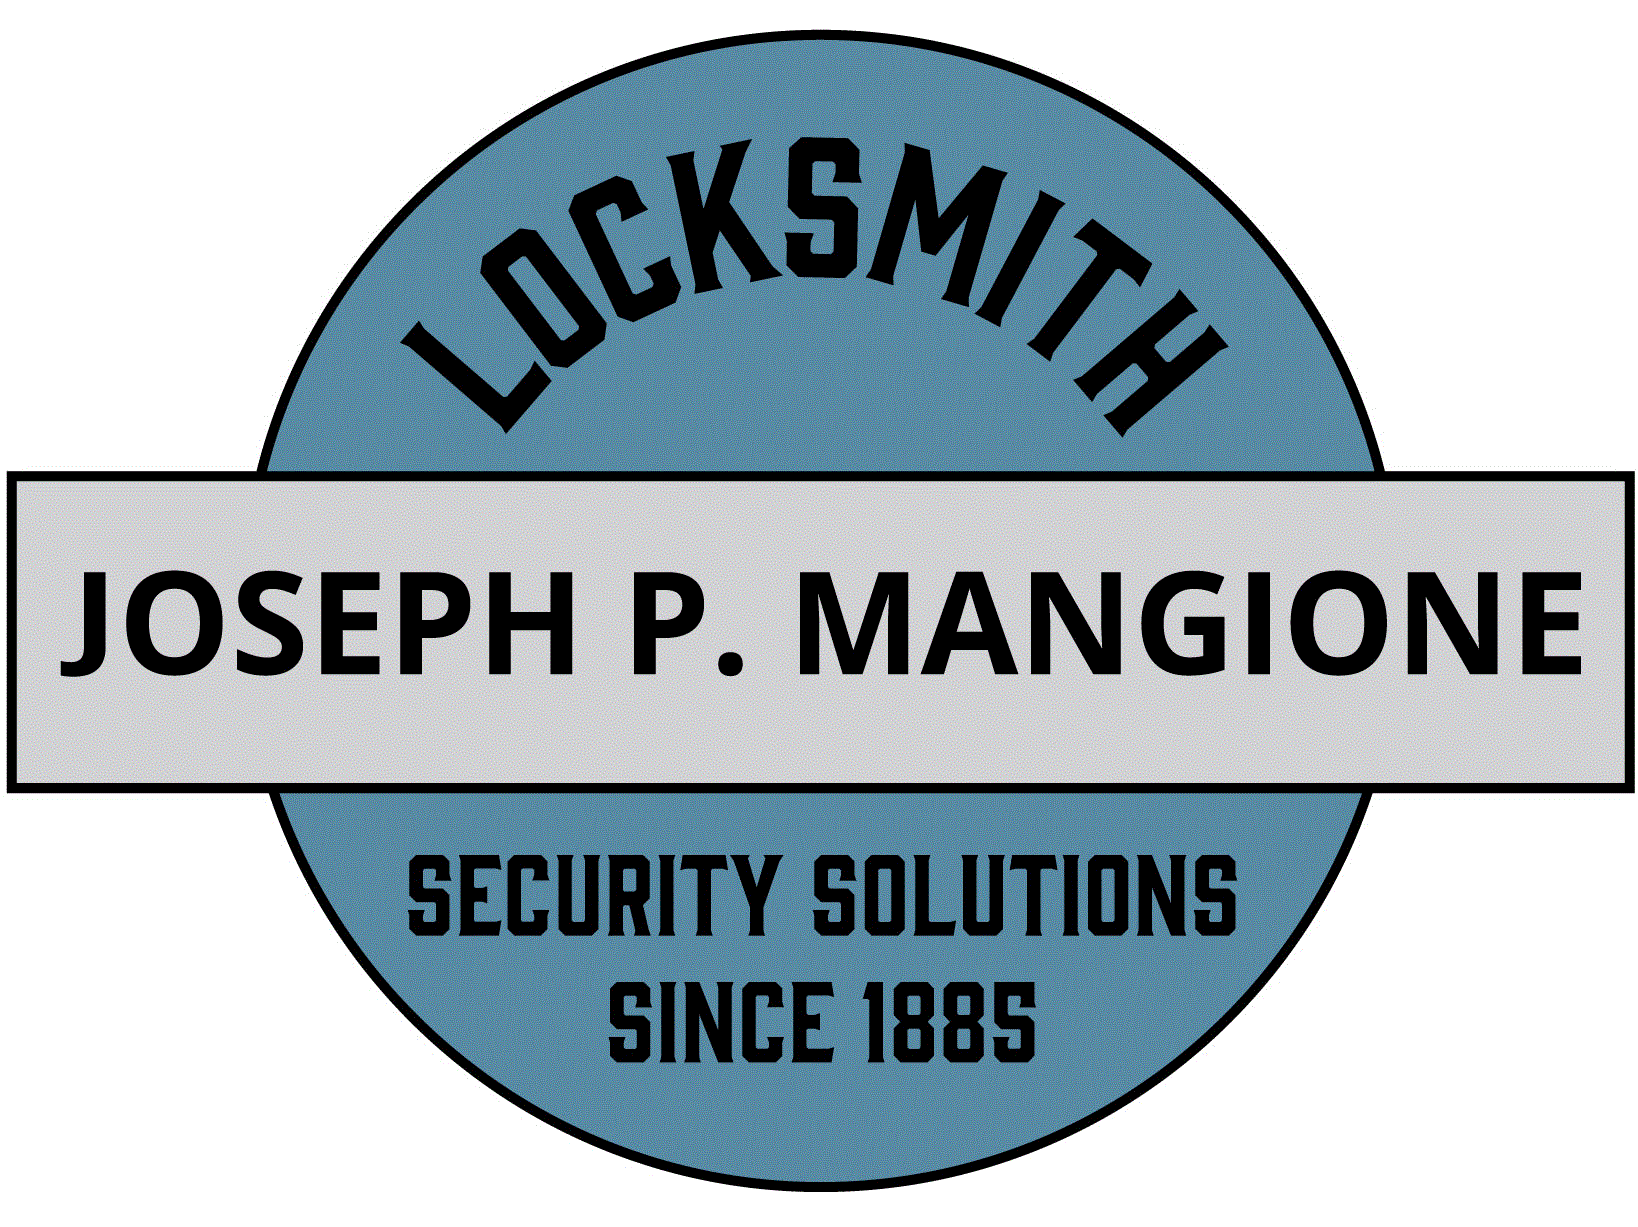 LOCKSMITH
JOSEPH P. MANGIONE
SECURITY SOLUTIONS
SINCE 1885